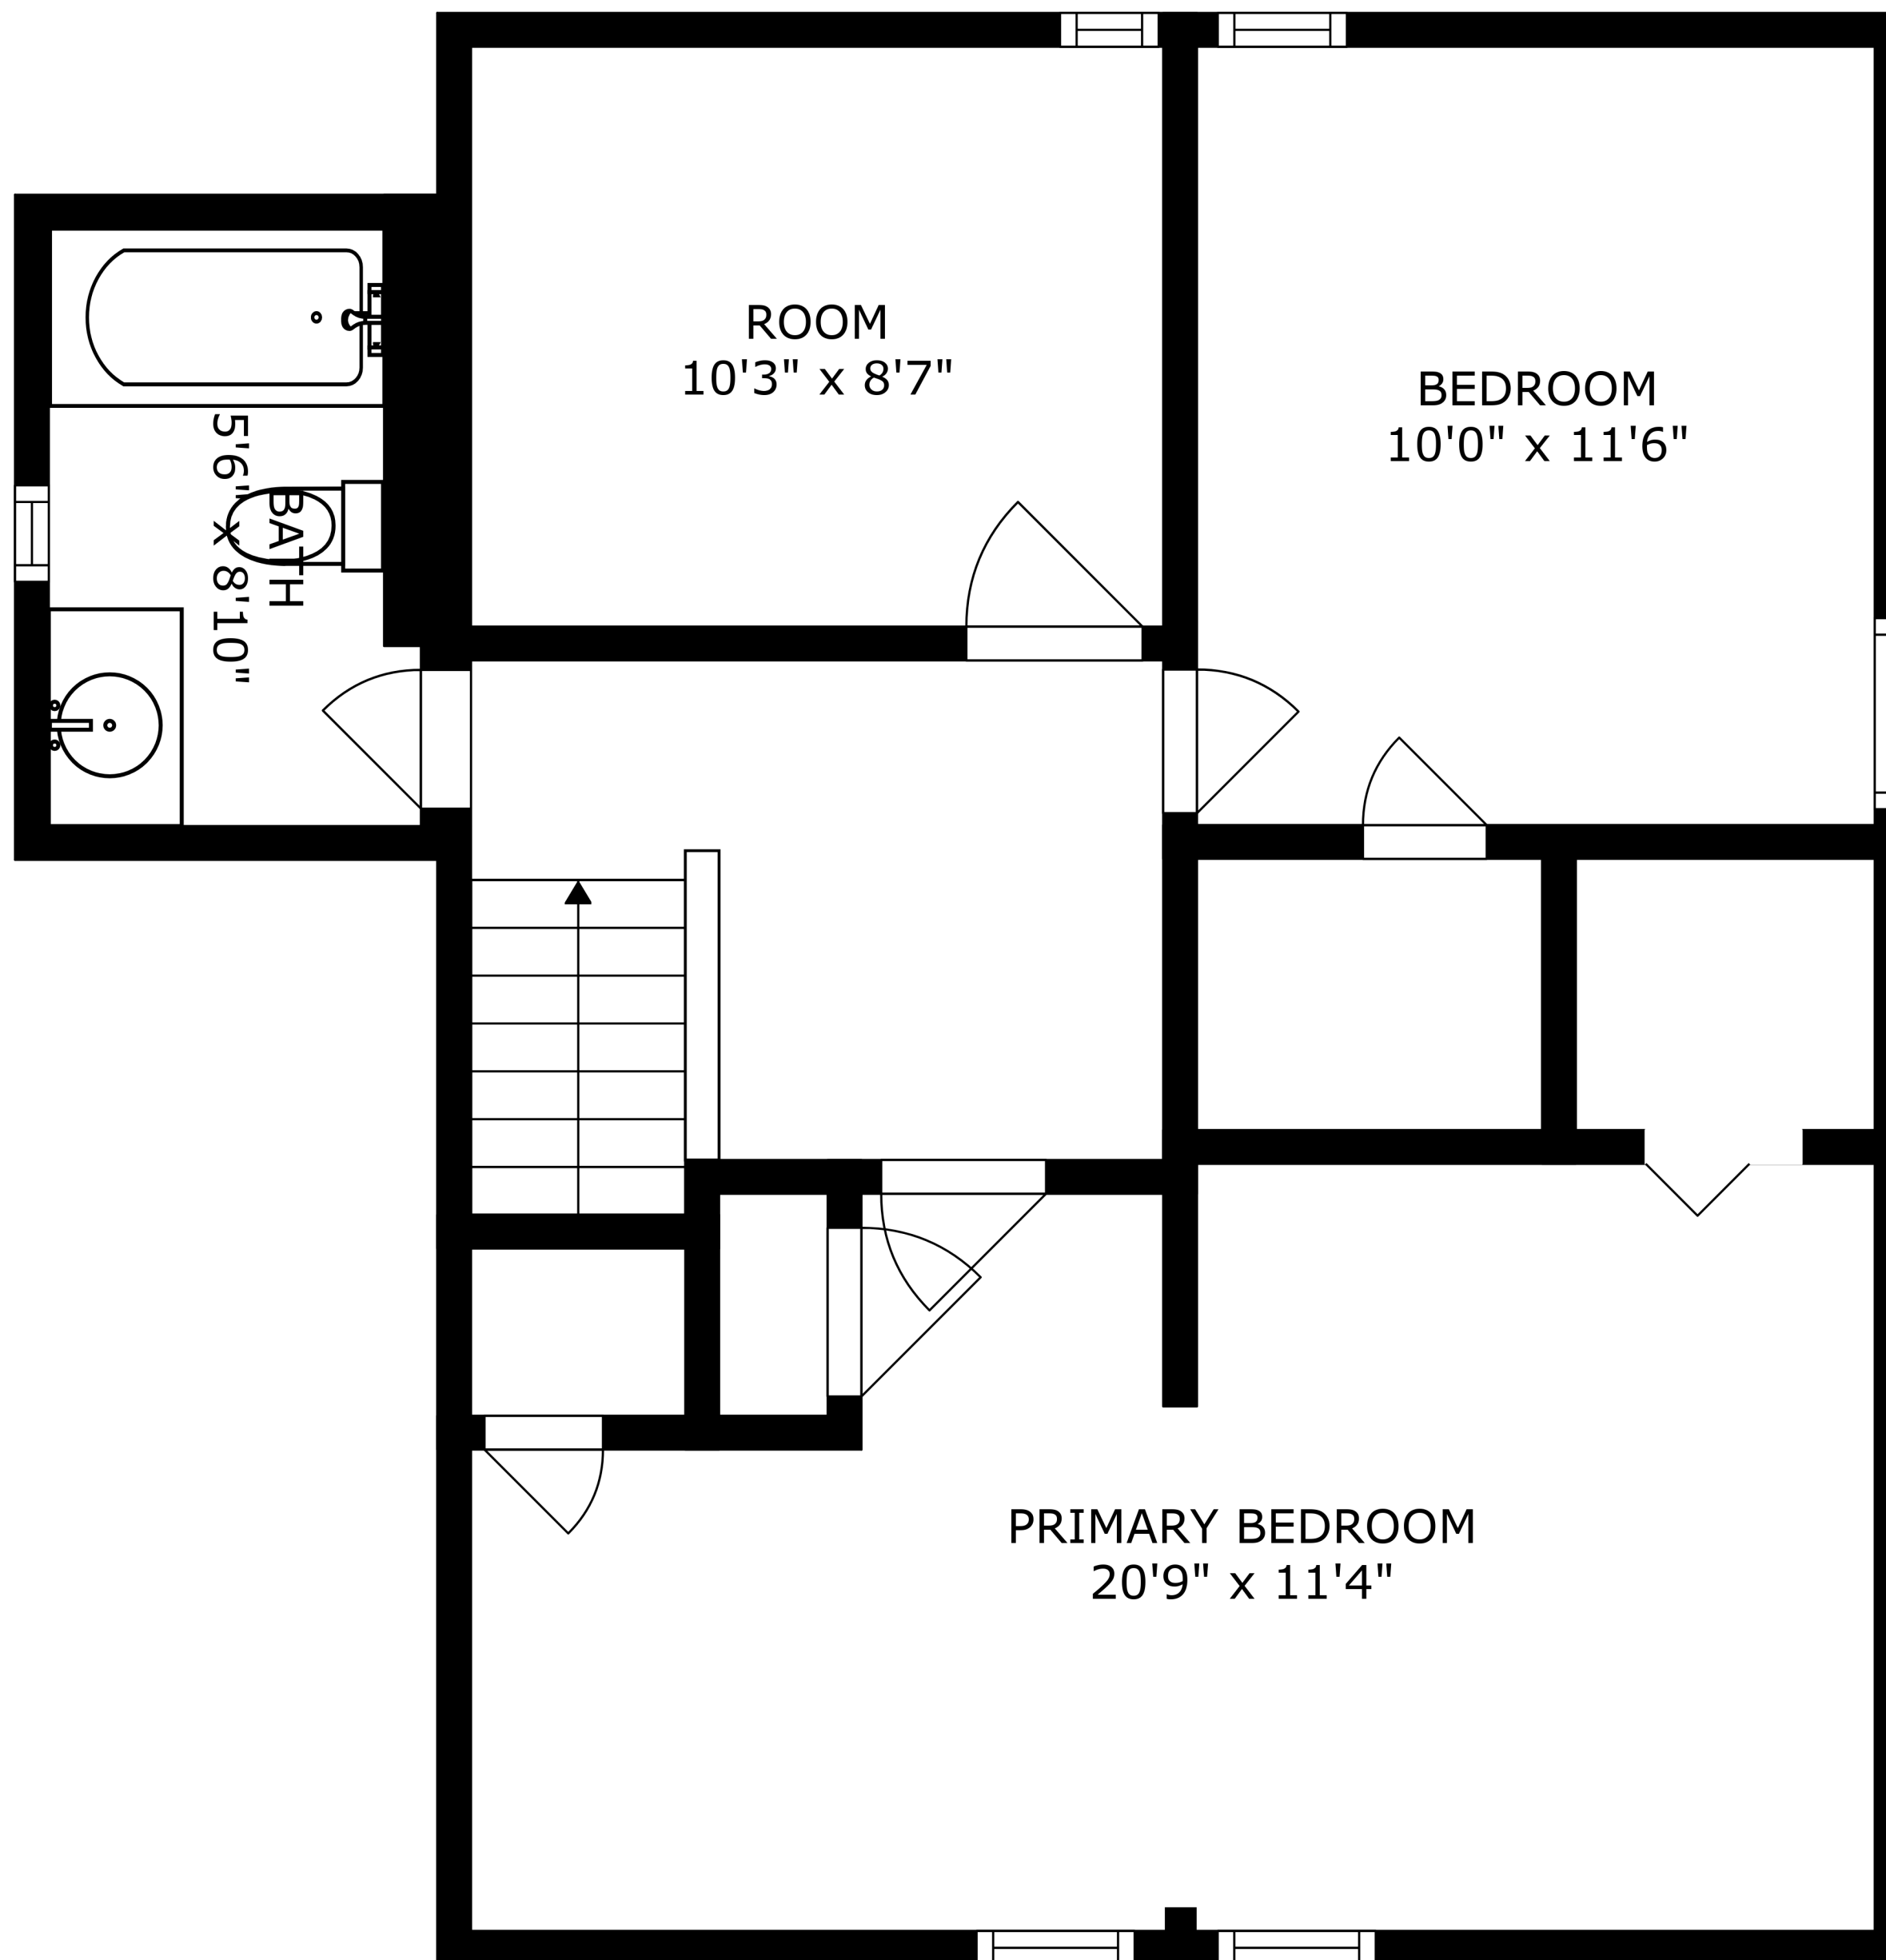 ROOM
10'3" x 8'7"
BEDROOM
10'0" x 11'6"
BATH
5'6" x 8'10"
PRIMARY BEDROOM
20'9" x 11'4"